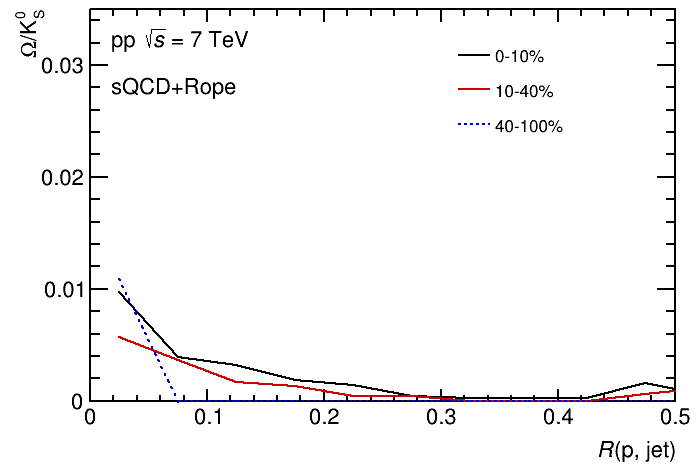 Ω/K⁰_S
pp √s = 7 TeV
sQCD+Rope
0-10%
10-40%
40-100%
0.03
0.02
0.01
0
0 0.1 0.2 0.3 0.4 0.5
R(p, jet)